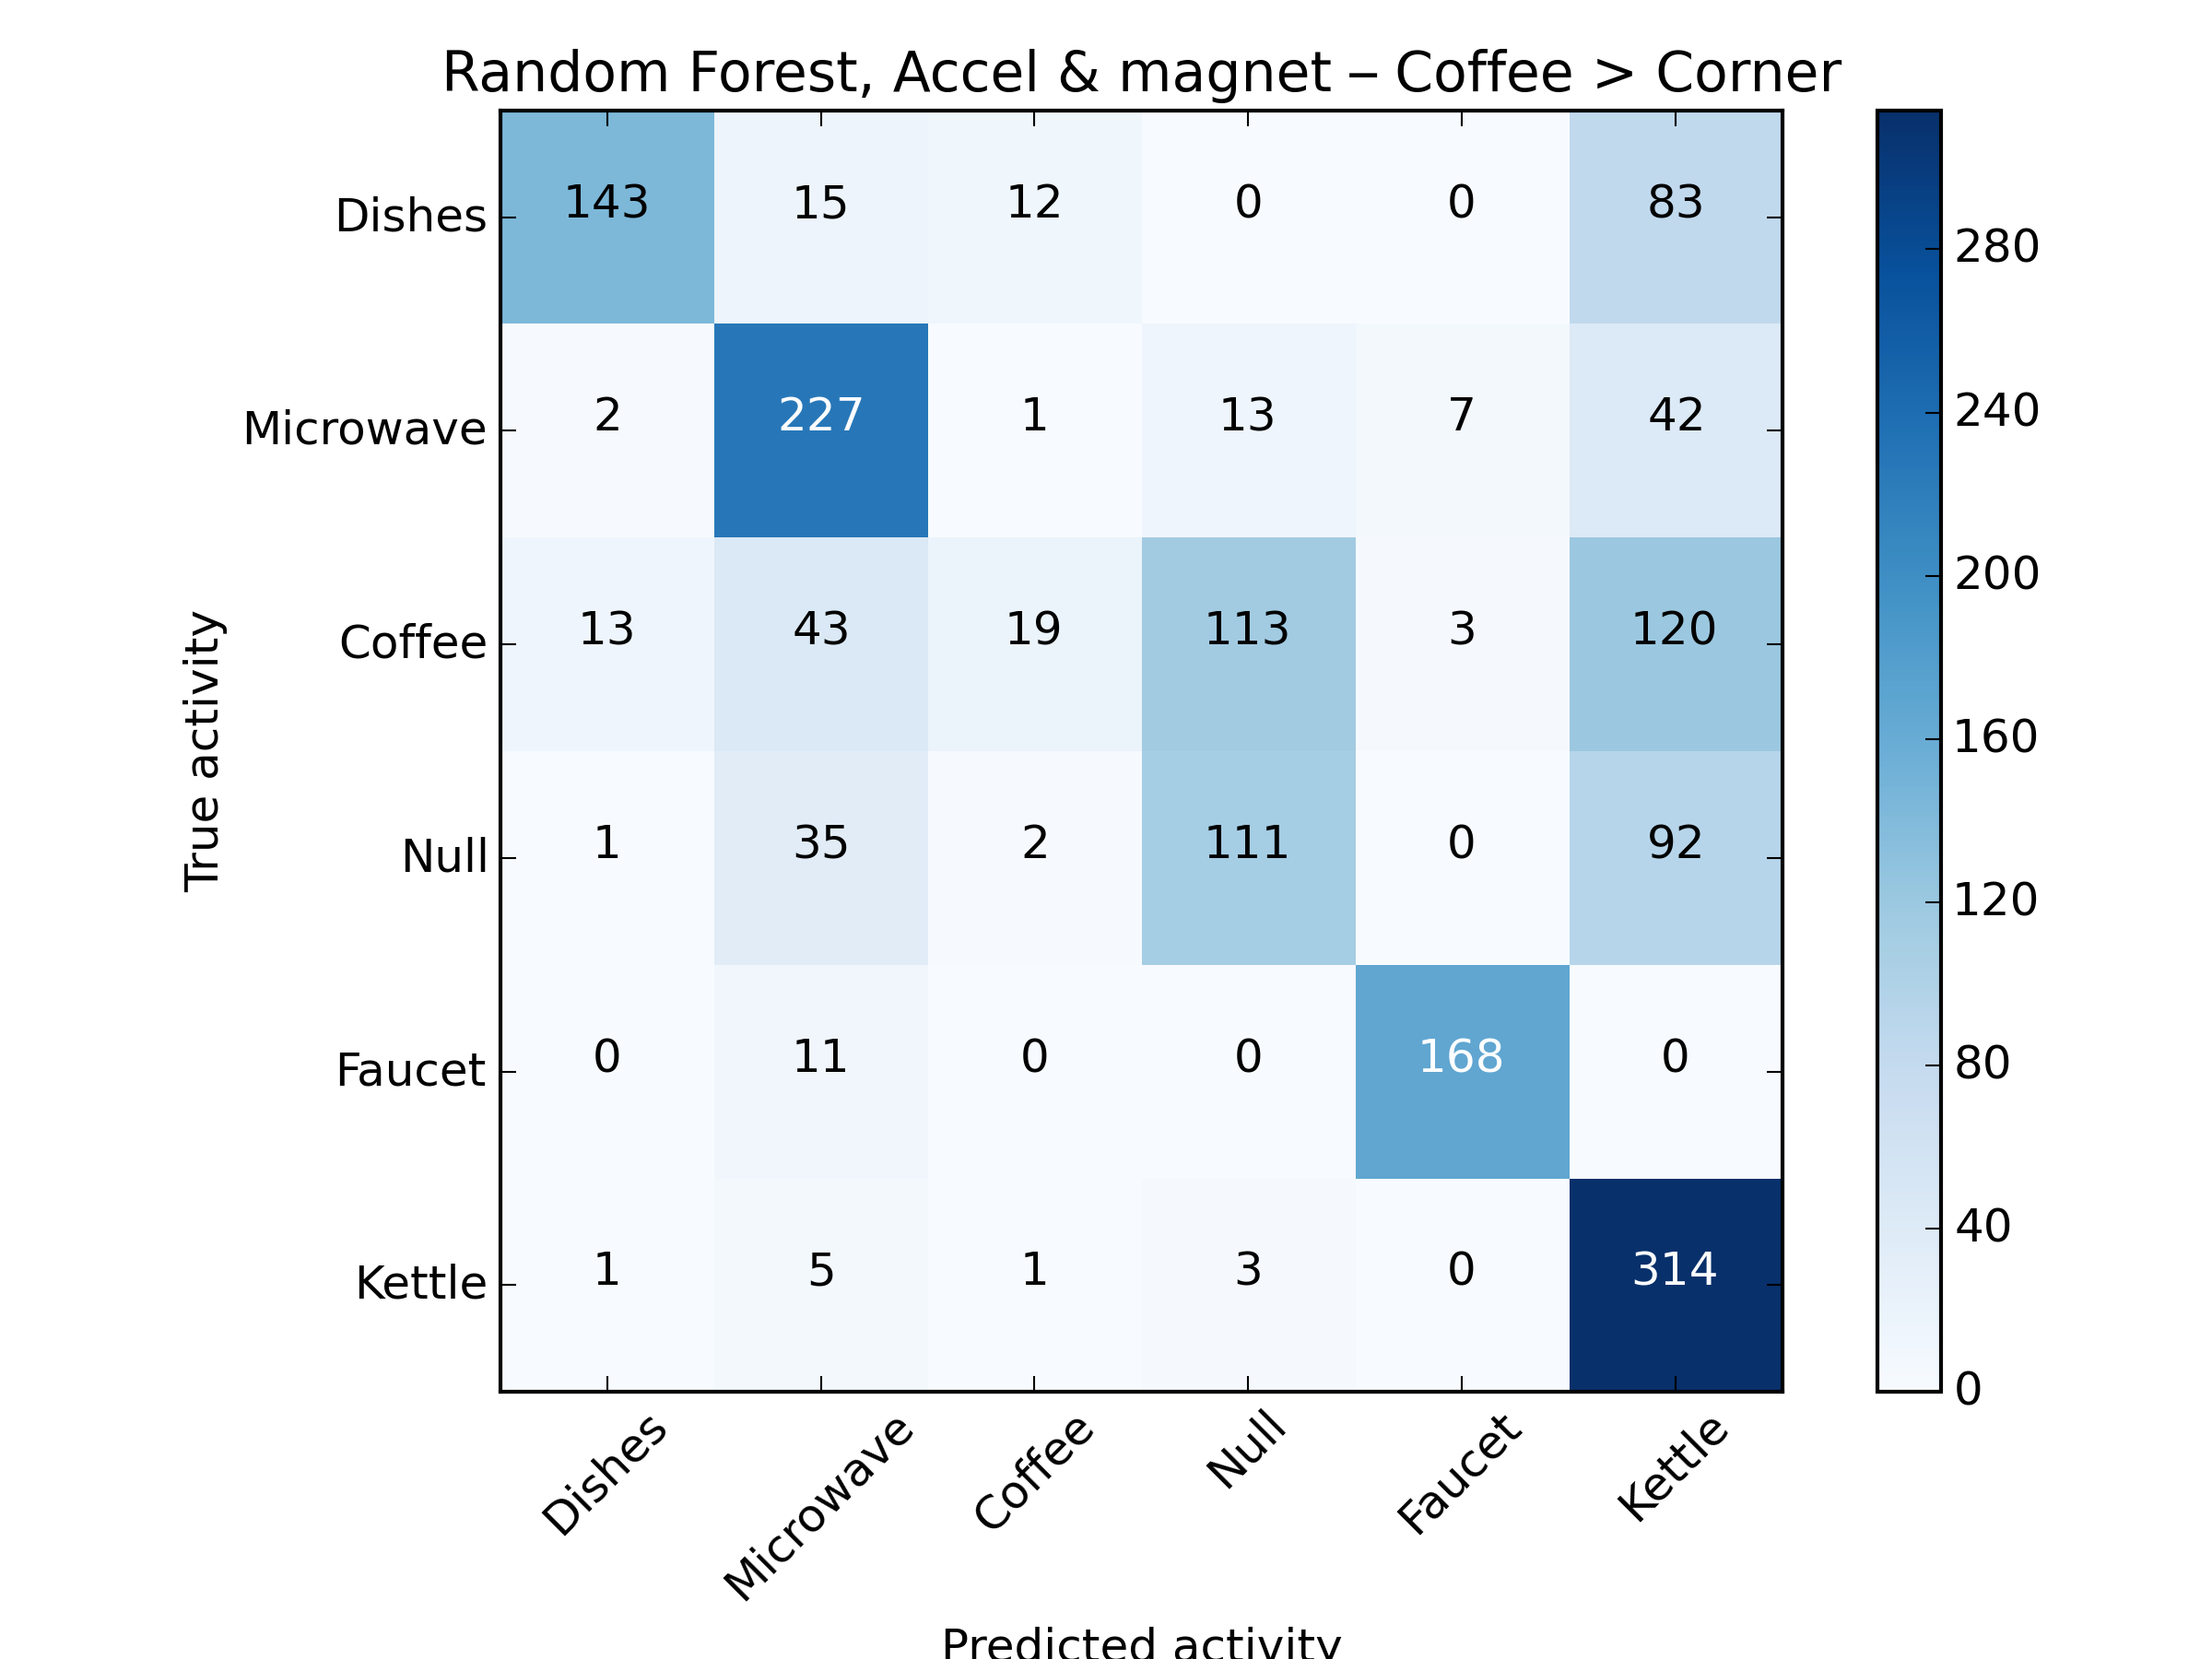 Random Forest, Accel & magnet – Coffee > Corner
Dishes 143 15 12 0 0 83
Microwave 2 227 1 13 7 42
Coffee 13 43 19 113 3 120
Null 1 35 2 111 0 92
Faucet 0 11 0 0 168 0
Kettle 1 5 1 3 0 314
True activity
Dishes Microwave Coffee Null Faucet Kettle
Predicted activity
280
240
200
160
120
80
40
0